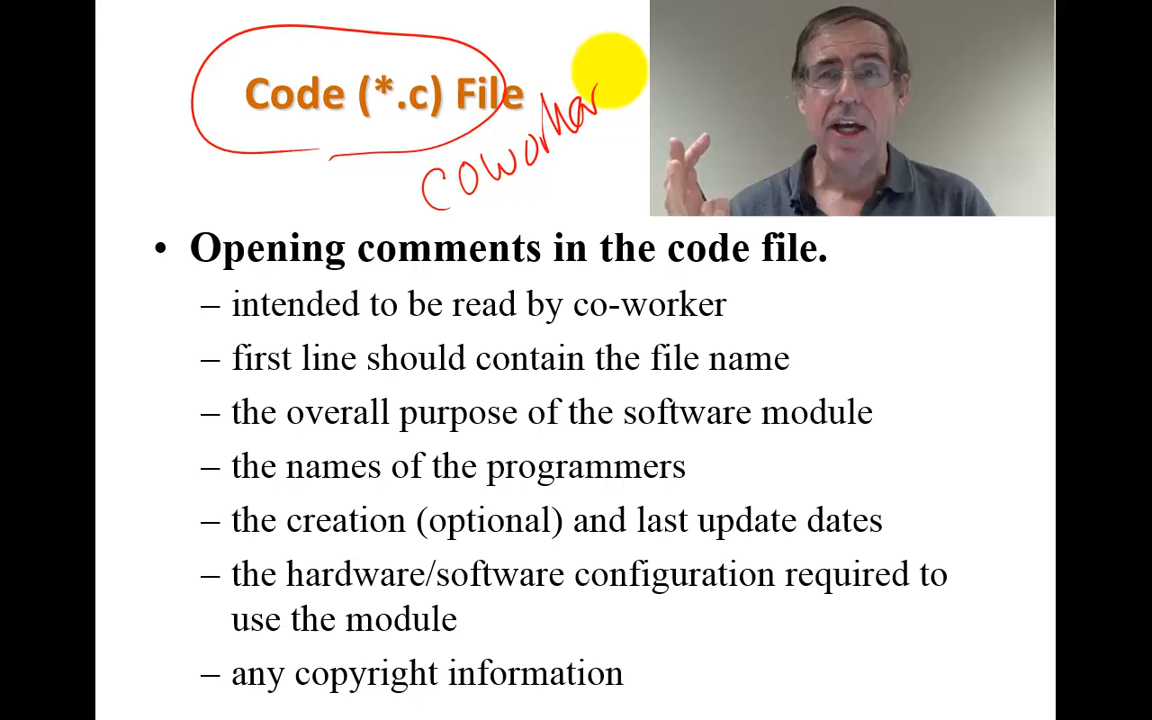 Code (*.c) File
coworker
• Opening comments in the code file.
– intended to be read by co-worker
– first line should contain the file name
– the overall purpose of the software module
– the names of the programmers
– the creation (optional) and last update dates
– the hardware/software configuration required to
use the module
– any copyright information